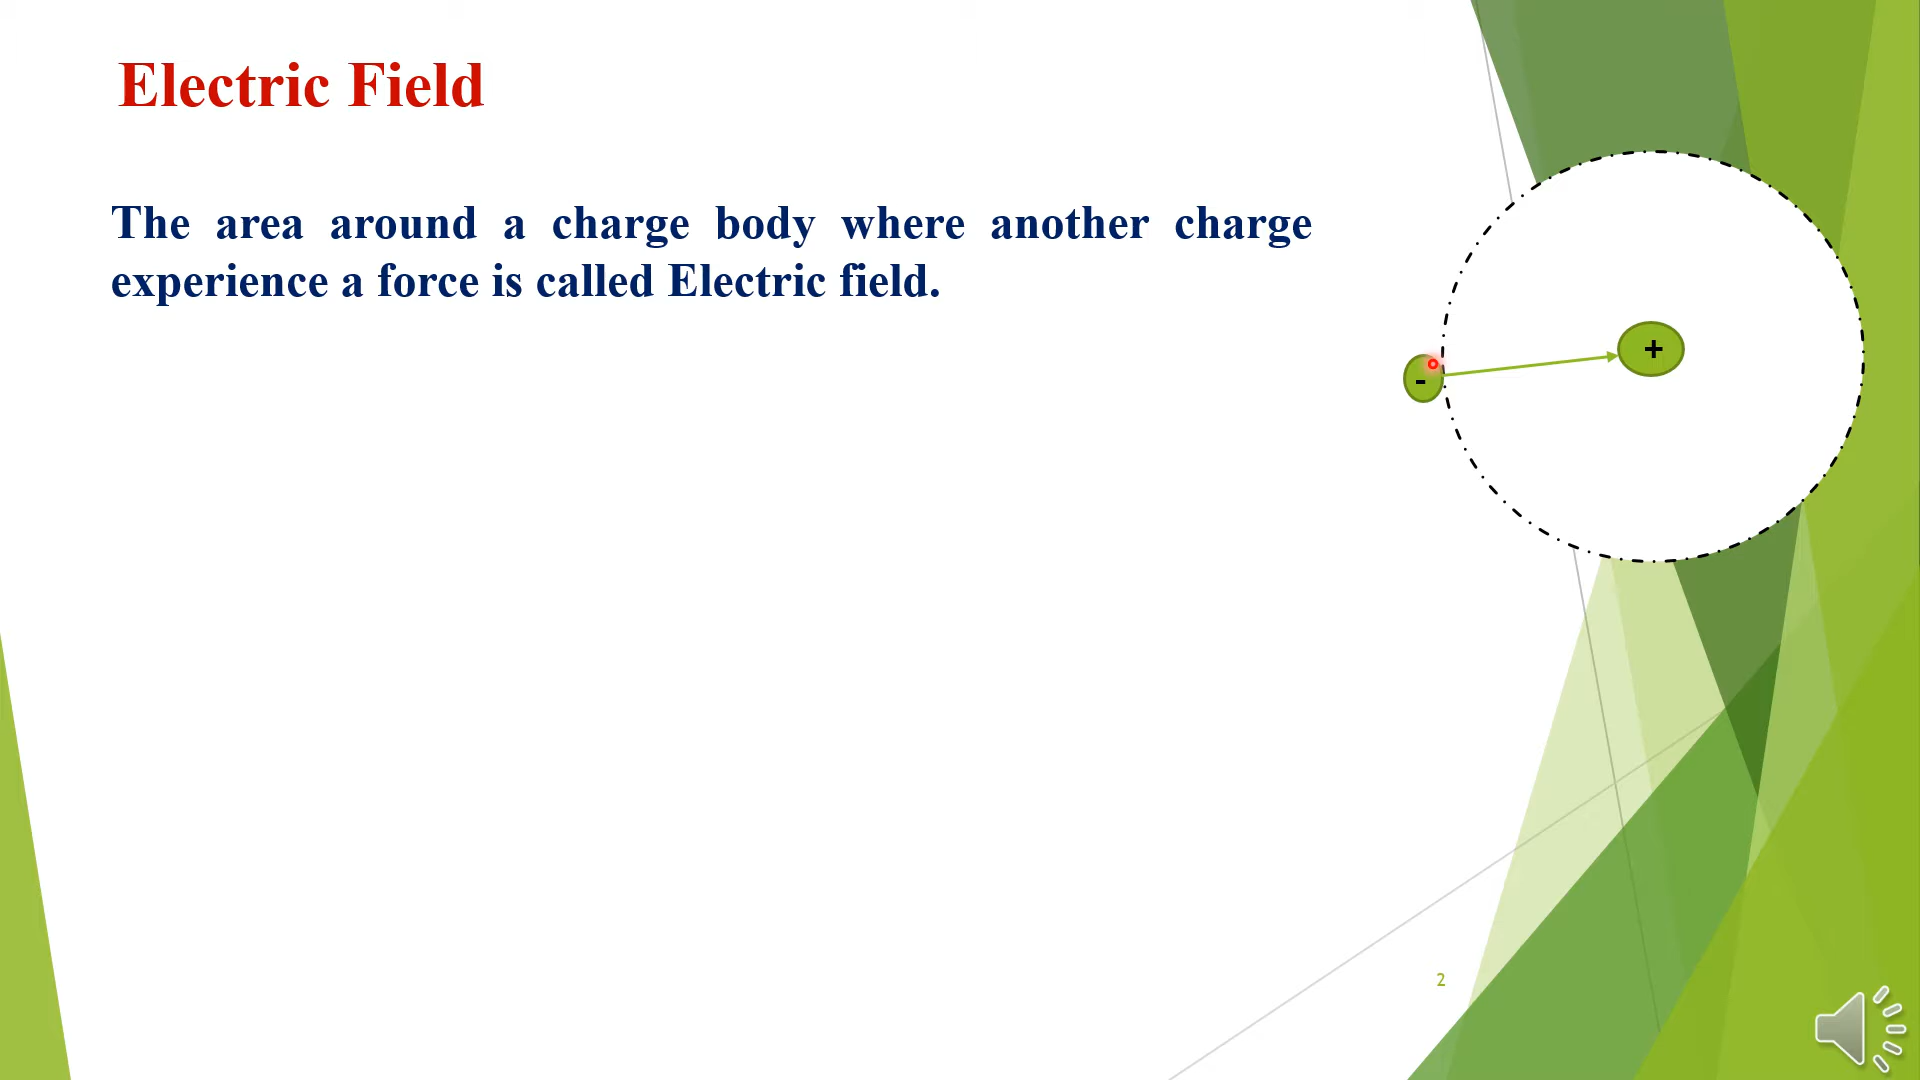 Electric Field
The area around a charge body where another charge
experience a force is called Electric field.
+
-
2